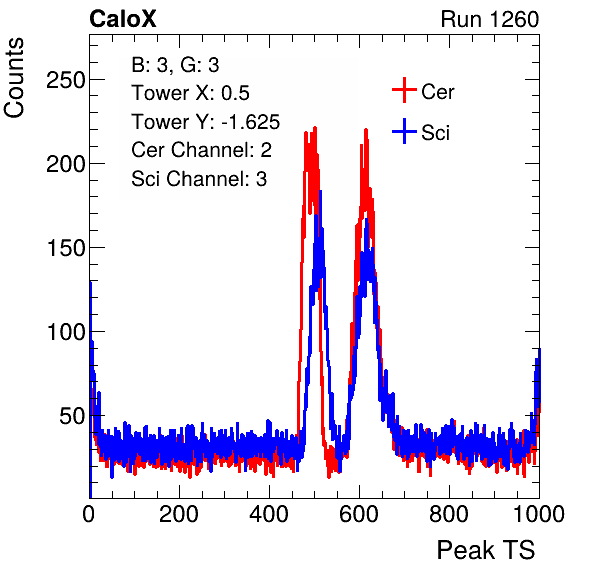 CaloX Run 1260
Counts
B: 3, G: 3
Tower X: 0.5
Tower Y: -1.625
Cer Channel: 2
Sci Channel: 3
Cer
Sci
250
200
150
100
50
0 200 400 600 800 1000
Peak TS